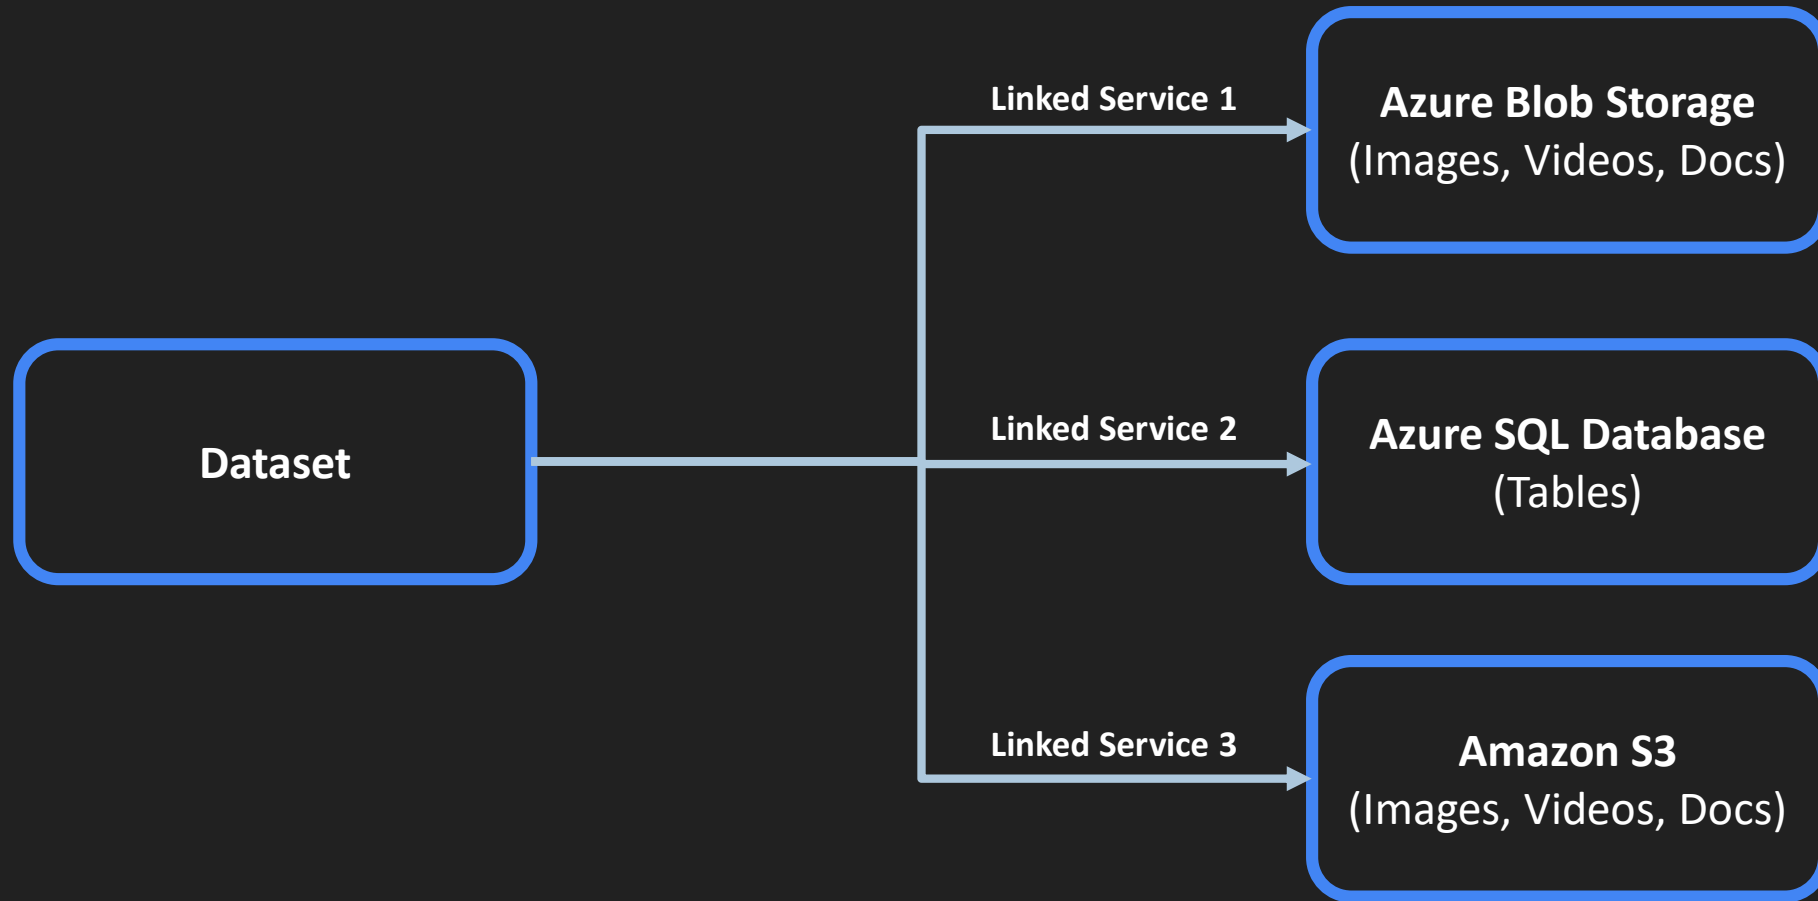 Dataset
Linked Service 1
Azure Blob Storage
(Images, Videos, Docs)
Linked Service 2
Azure SQL Database
(Tables)
Linked Service 3
Amazon S3
(Images, Videos, Docs)